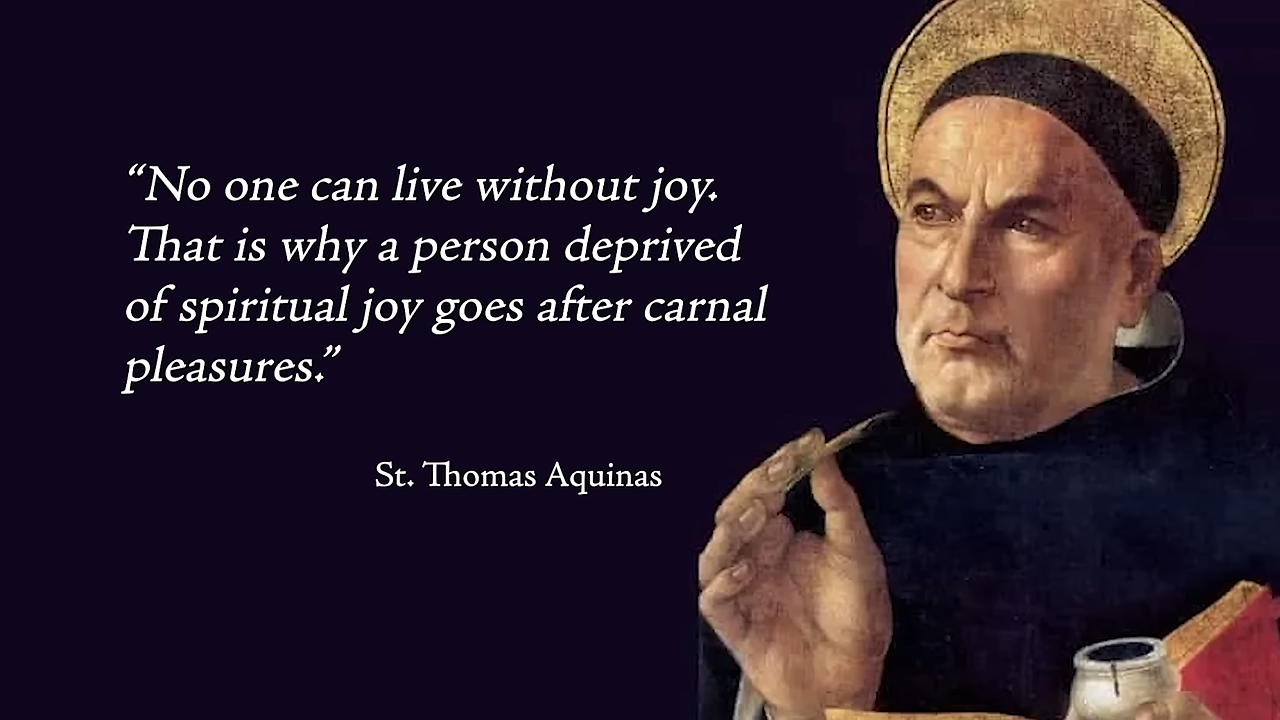 “No one can live without joy.
That is why a person deprived
of spiritual joy goes after carnal
pleasures.”
St. Thomas Aquinas